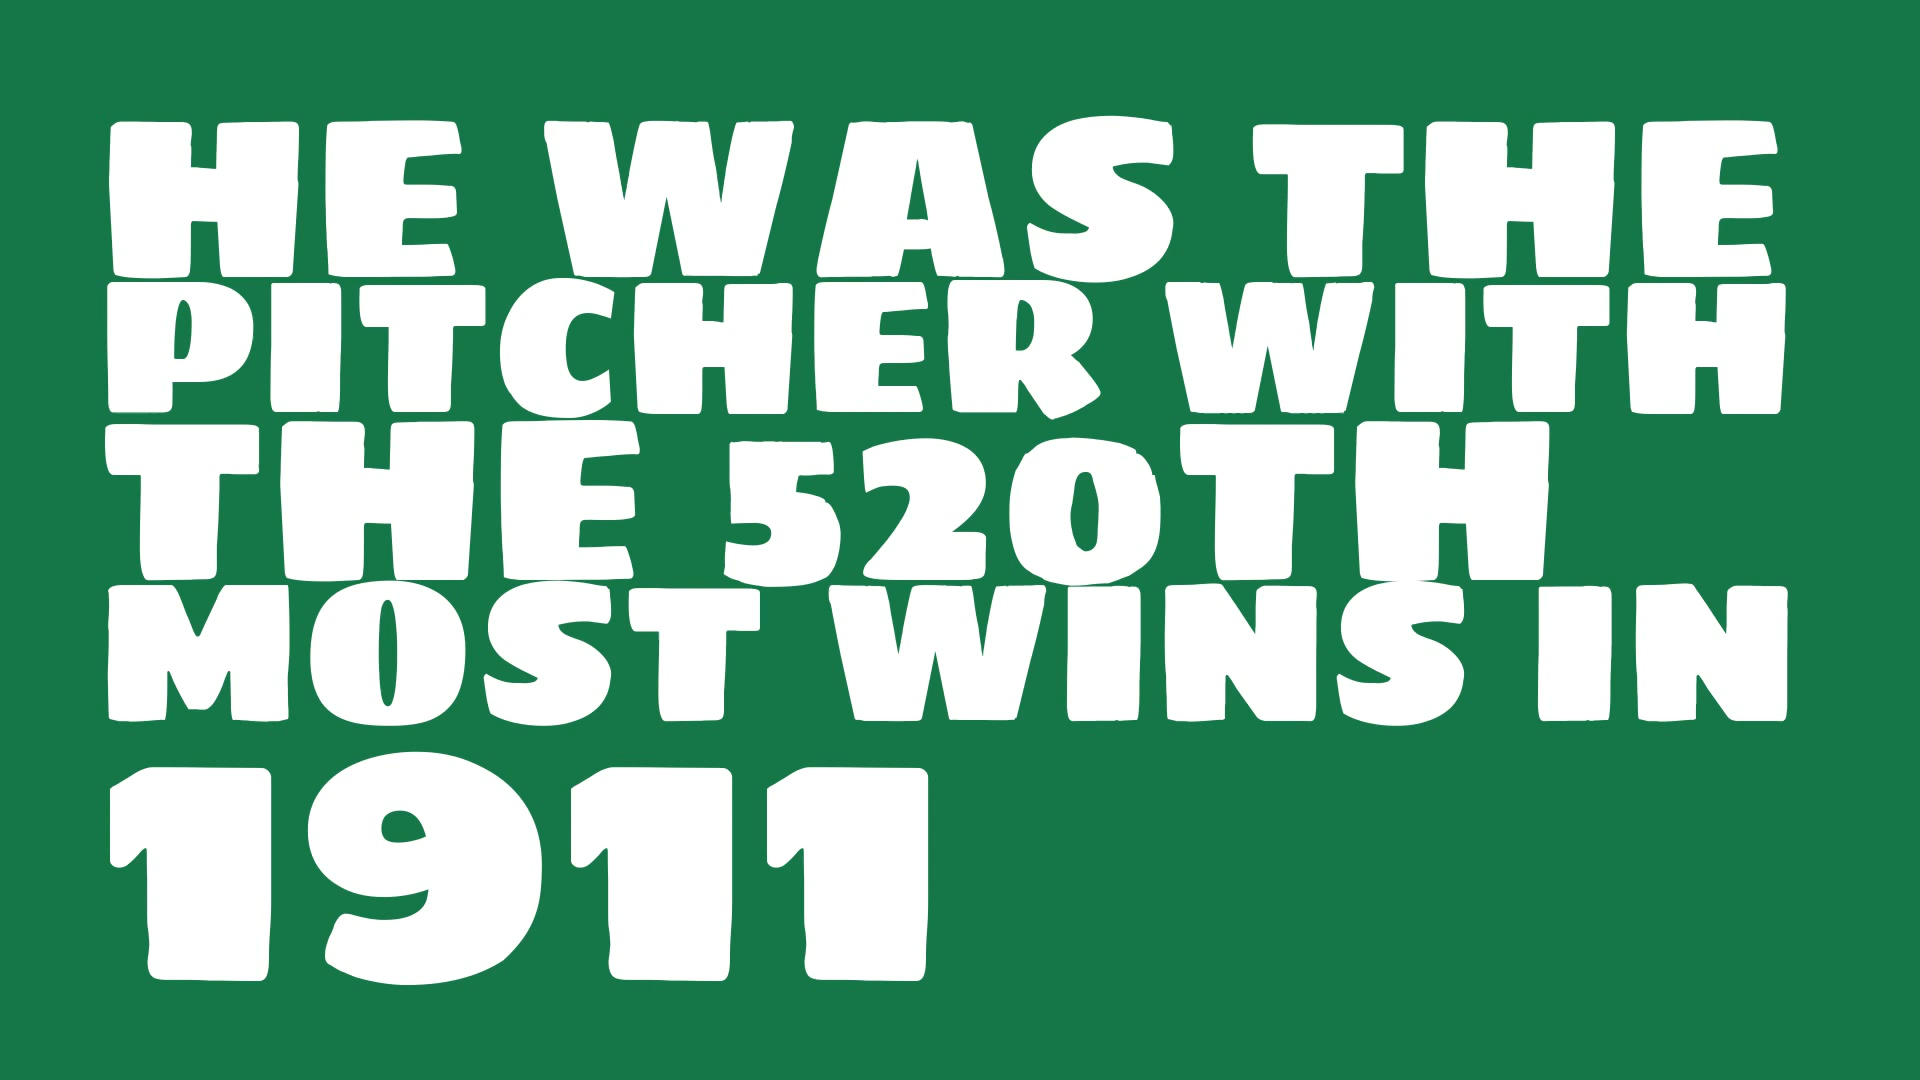 HE WAS THE
PITCHER WITH
THE 520TH
MOST WINS IN
1911